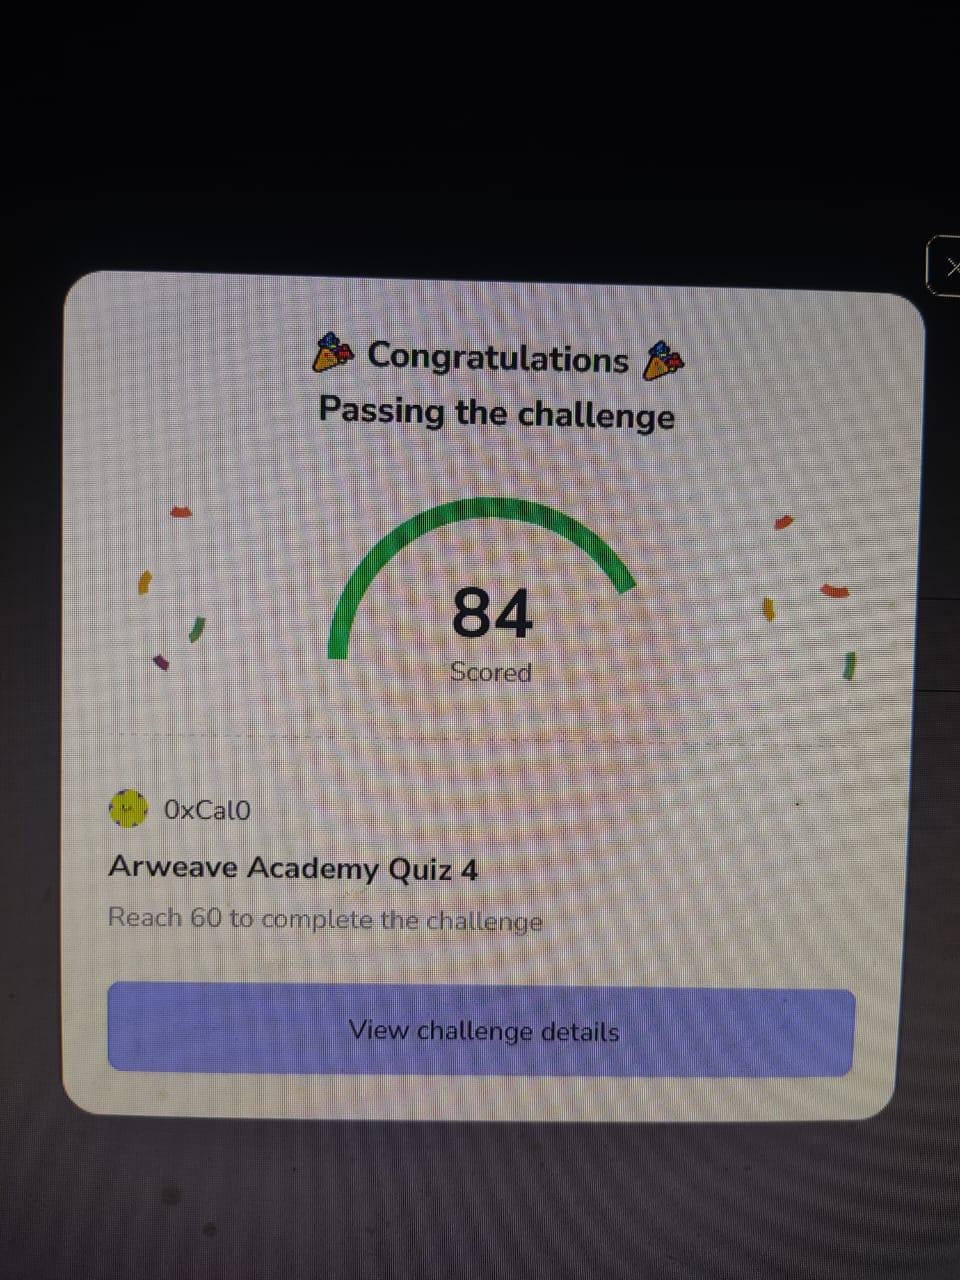 🎉 Congratulations 🎉
Passing the challenge
84
Scored
0xCal0
Arweave Academy Quiz 4
Reach 60 to complete the challenge
View challenge details